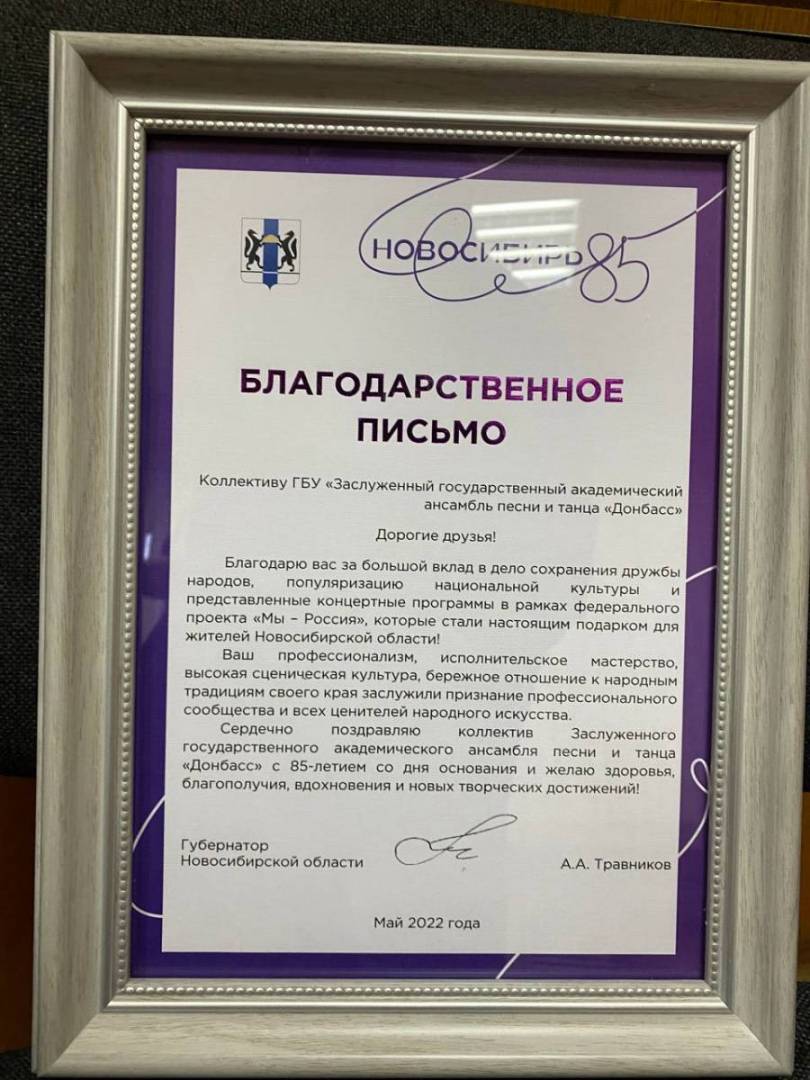 НОВОСИБИРЬ 85
БЛАГОДАРСТВЕННОЕ
ПИСЬМО
Коллективу ГБУ «Заслуженный государственный академический
ансамбль песни и танца «Донбасс»
Дорогие друзья!
Благодарю вас за большой вклад в дело сохранения дружбы
народов, популяризацию национальной культуры и
представленные концертные программы в рамках федерального
проекта «Мы – Россия», которые стали настоящим подарком для
жителей Новосибирской области!
Ваш профессионализм, исполнительское мастерство,
высокая сценическая культура, бережное отношение к народным
традициям своего края заслужили признание профессионального
сообщества и всех ценителей народного искусства.
Сердечно поздравляю коллектив Заслуженного
государственного академического ансамбля песни и танца
«Донбасс» с 85-летием со дня основания и желаю здоровья,
благополучия, вдохновения и новых творческих достижений!
Губернатор
Новосибирской области
А.А. Травников
Май 2022 года